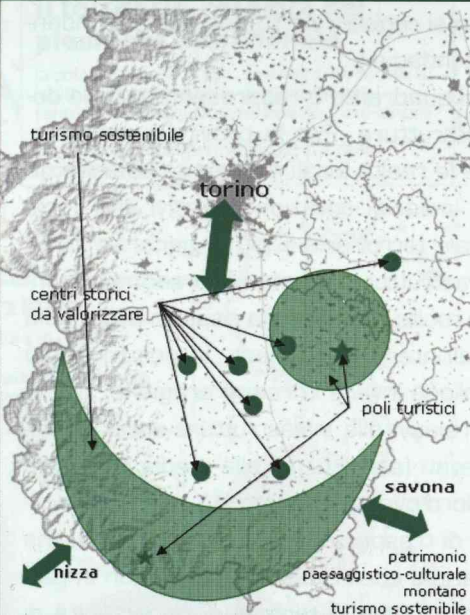 turismo sostenibile
torino
centri storici
da valorizzare
poli turistici
savona
nizza
patrimonio
paesaggistico-culturale
montano
turismo sostenibile